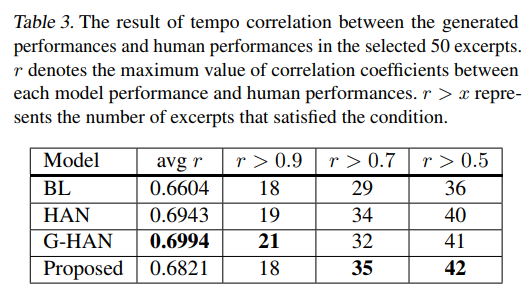 Table 3. The result of tempo correlation between the generated
performances and human performances in the selected 50 excerpts.
r denotes the maximum value of correlation coefficients between
each model performance and human performances. r > x repre-
sents the number of excerpts that satisfied the condition.
Model avg r r > 0.9 r > 0.7 r > 0.5
BL 0.6604 18 29 36
HAN 0.6943 19 34 40
G-HAN 0.6994 21 32 41
Proposed 0.6821 18 35 42